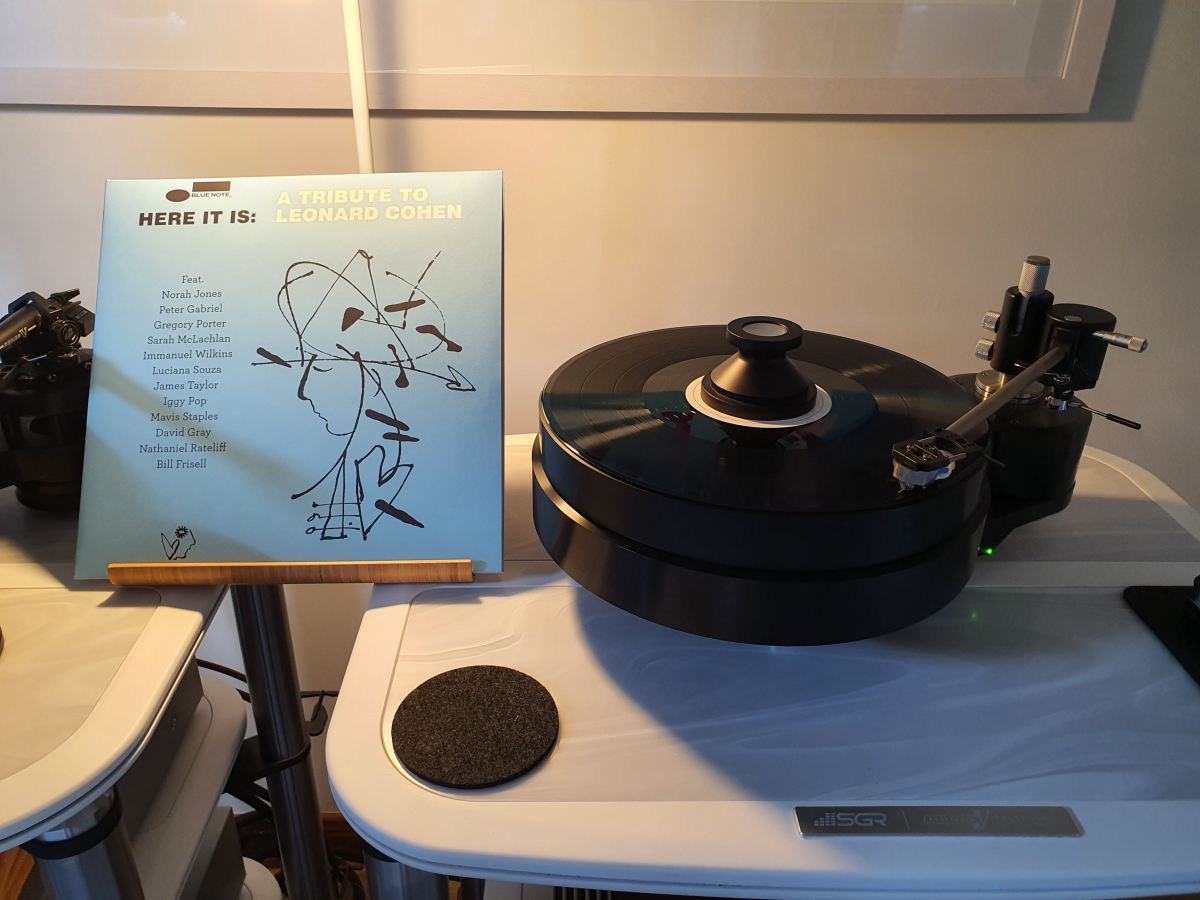 BLUE NOTE
HERE IT IS:
A TRIBUTE TO
LEONARD COHEN
Feat.
Norah Jones
Peter Gabriel
Gregory Porter
Sarah McLachlan
Immanuel Wilkins
Luciana Souza
James Taylor
Iggy Pop
Mavis Staples
David Gray
Nathaniel Rateliff
Bill Frisell
SGR